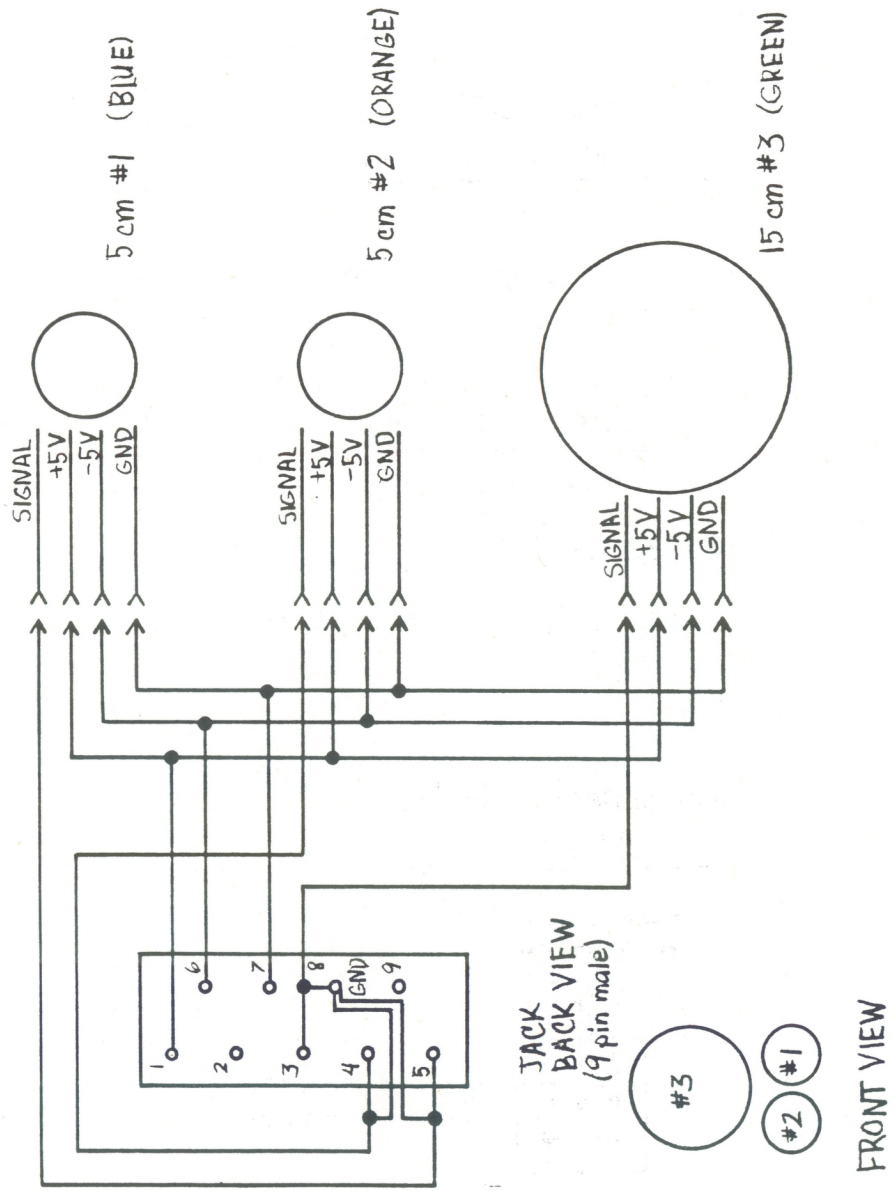 SIGNAL
+5V
-5V
GND
5 cm #1 (BLUE)
SIGNAL
+5V
-5V
GND
5 cm #2 (ORANGE)
SIGNAL
+5V
-5V
GND
15 cm #3 (GREEN)
1
2
3
4
5
6
7
8
GND
9
JACK
BACK VIEW
(9 pin male)
#3
#2
#1
FRONT VIEW